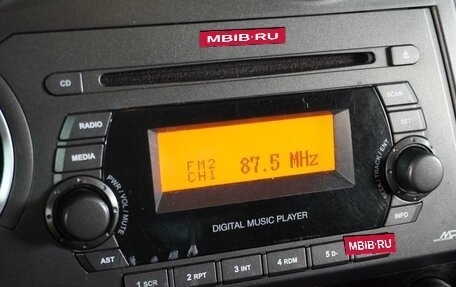 MBIB·RU
CD
RADIO
MEDIA
SCAN
SET
FM2
CH1
87.5 MHz
PWR / VOL / MUTE
TRACK / ENT
DIGITAL MUSIC PLAYER
INFO
AST
1 SCR
2 RPT
3 INT
4 RDM
5 D-
MBIB·RU